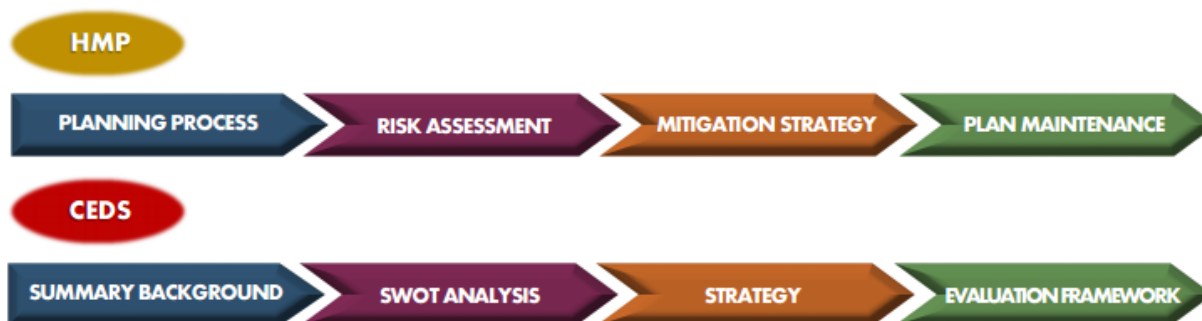 HMP
PLANNING PROCESS
RISK ASSESSMENT
MITIGATION STRATEGY
PLAN MAINTENANCE
CEDS
SUMMARY BACKGROUND
SWOT ANALYSIS
STRATEGY
EVALUATION FRAMEWORK